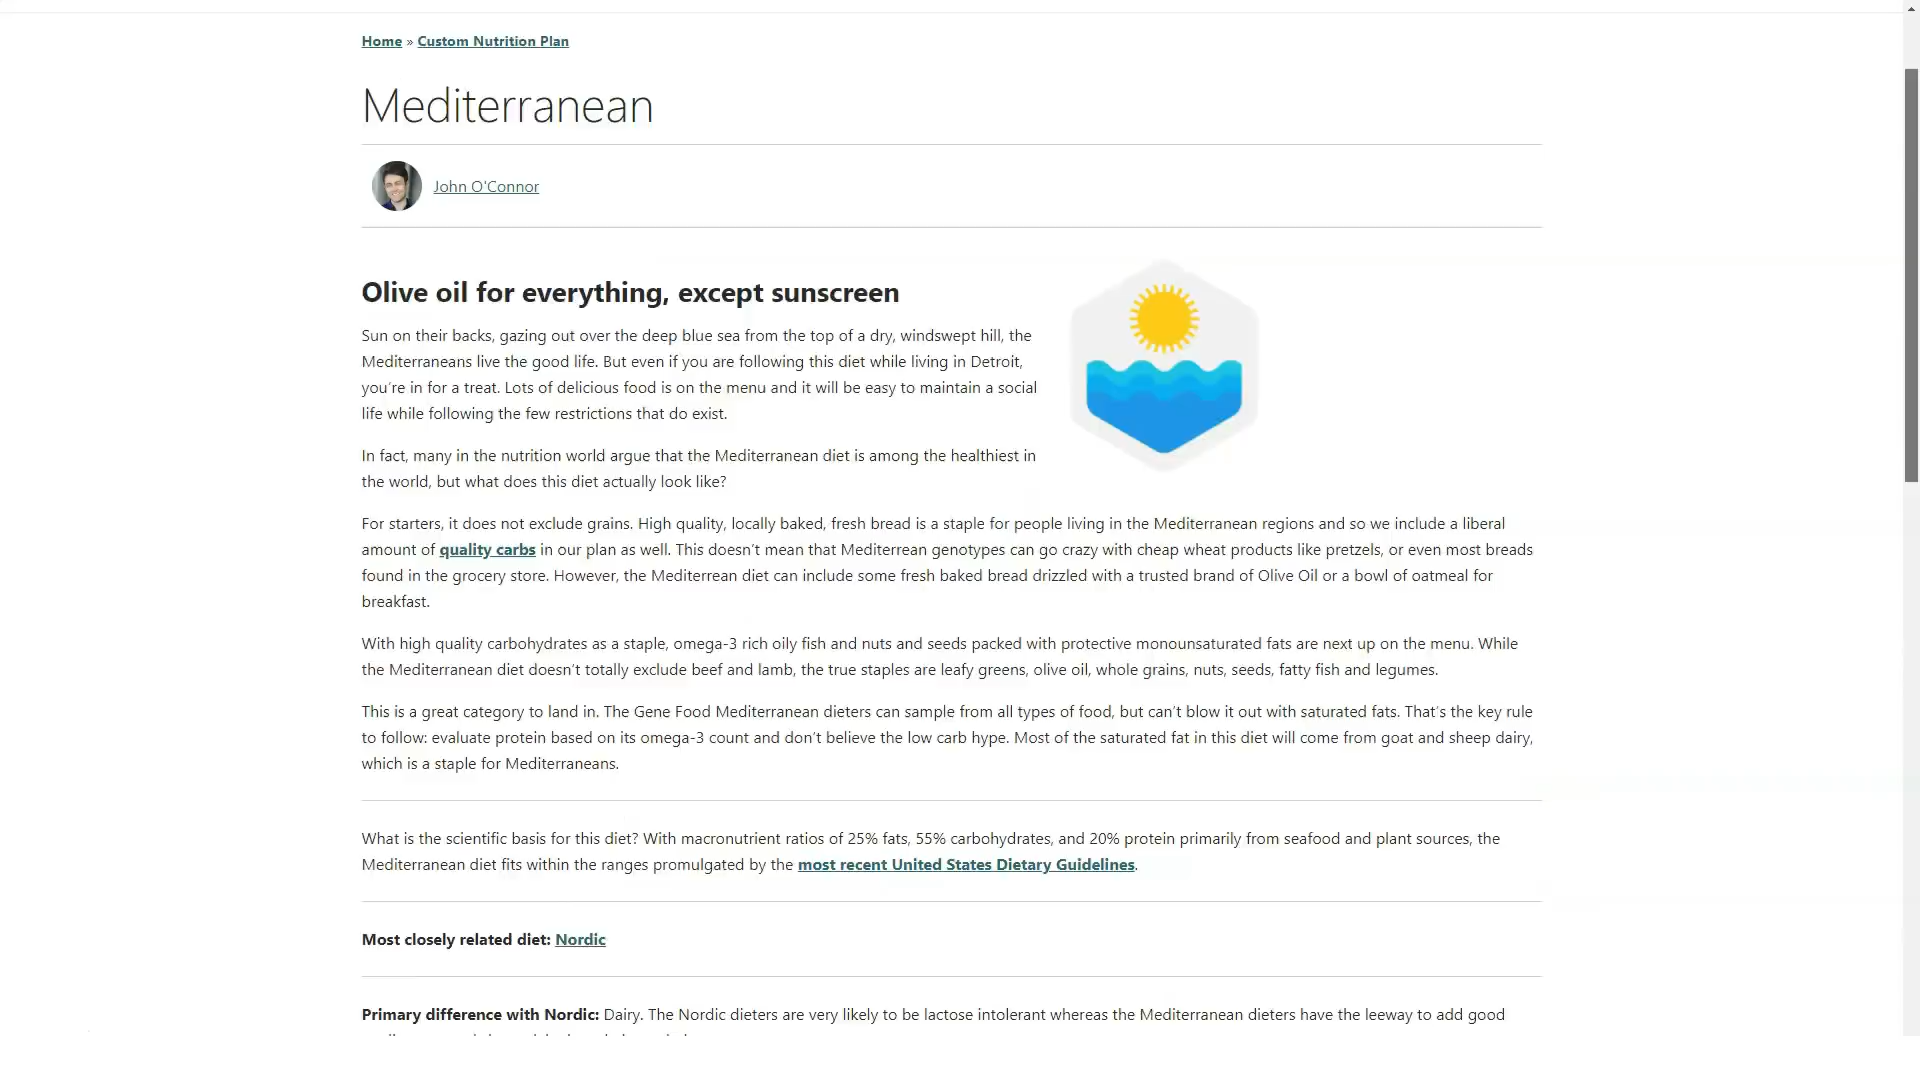 Home » Custom Nutrition Plan
Mediterranean
John O'Connor
Olive oil for everything, except sunscreen
Sun on their backs, gazing out over the deep blue sea from the top of a dry, windswept hill, the
Mediterraneans live the good life. But even if you are following this diet while living in Detroit,
you're in for a treat. Lots of delicious food is on the menu and it will be easy to maintain a social
life while following the few restrictions that do exist.
In fact, many in the nutrition world argue that the Mediterranean diet is among the healthiest in
the world, but what does this diet actually look like?
For starters, it does not exclude grains. High quality, locally baked, fresh bread is a staple for people living in the Mediterranean regions and so we include a liberal
amount of quality carbs in our plan as well. This doesn't mean that Mediterrean genotypes can go crazy with cheap wheat products like pretzels, or even most breads
found in the grocery store. However, the Mediterrean diet can include some fresh baked bread drizzled with a trusted brand of Olive Oil or a bowl of oatmeal for
breakfast.
With high quality carbohydrates as a staple, omega-3 rich oily fish and nuts and seeds packed with protective monounsaturated fats are next up on the menu. While
the Mediterranean diet doesn't totally exclude beef and lamb, the true staples are leafy greens, olive oil, whole grains, nuts, seeds, fatty fish and legumes.
This is a great category to land in. The Gene Food Mediterranean dieters can sample from all types of food, but can't blow it out with saturated fats. That's the key rule
to follow: evaluate protein based on its omega-3 count and don't believe the low carb hype. Most of the saturated fat in this diet will come from goat and sheep dairy,
which is a staple for Mediterraneans.
What is the scientific basis for this diet? With macronutrient ratios of 25% fats, 55% carbohydrates, and 20% protein primarily from seafood and plant sources, the
Mediterranean diet fits within the ranges promulgated by the most recent United States Dietary Guidelines.
Most closely related diet: Nordic
Primary difference with Nordic: Dairy. The Nordic dieters are very likely to be lactose intolerant whereas the Mediterranean dieters have the leeway to add good